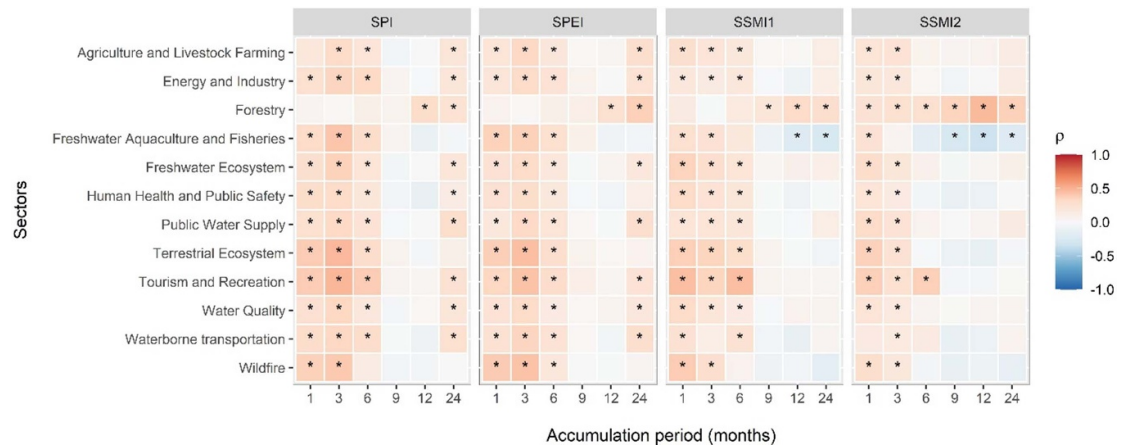 SPI SPEI SSMI1 SSMI2
Sectors
Agriculture and Livestock Farming * * * * * * * * * * * *
Energy and Industry * * * * * * * * * * * * *
Forestry * * * * * * * * * * * * *
Freshwater Aquaculture and Fisheries * * * * * * * * * * * * * *
Freshwater Ecosystem * * * * * * * * * * * * *
Human Health and Public Safety * * * * * * * * * * * * *
Public Water Supply * * * * * * * * * * * * *
Terrestrial Ecosystem * * * * * * * * * * *
Tourism and Recreation * * * * * * * * * * * * * *
Water Quality * * * * * * * * * * * * *
Waterborne transportation * * * * * * * * * * *
Wildfire * * * * * * * * *
ρ
1.0
0.5
0.0
-0.5
-1.0
1 3 6 9 12 24 1 3 6 9 12 24 1 3 6 9 12 24 1 3 6 9 12 24
Accumulation period (months)